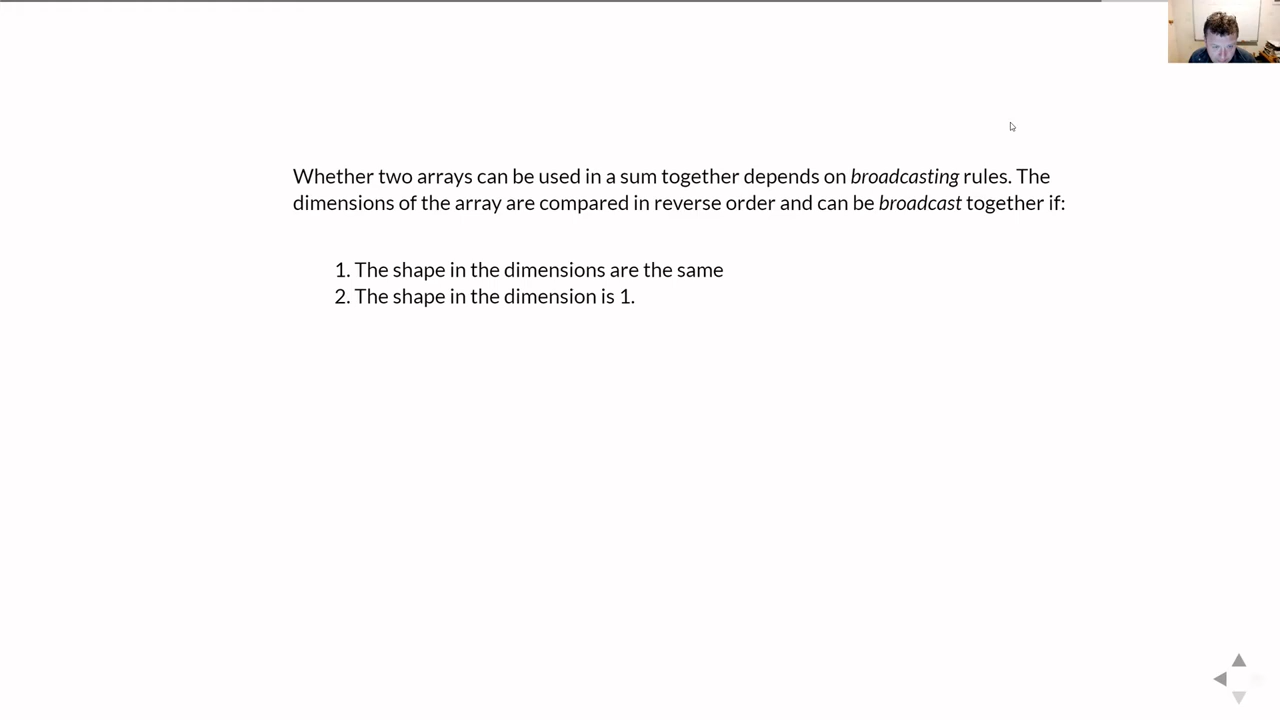 Whether two arrays can be used in a sum together depends on broadcasting rules. The
dimensions of the array are compared in reverse order and can be broadcast together if:
1. The shape in the dimensions are the same
2. The shape in the dimension is 1.